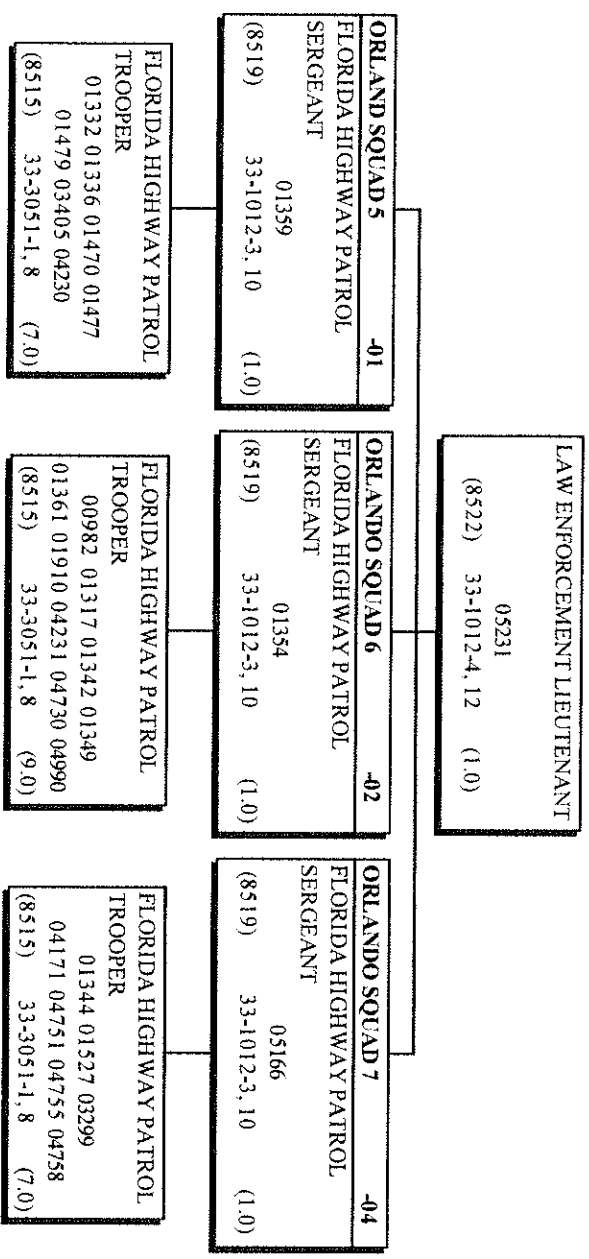 LAW ENFORCEMENT LIEUTENANT
05231
(8522) 33-1012-4, 12 (1.0)
ORLAND SQUAD 5 -01
FLORIDA HIGHWAY PATROL
SERGEANT
01359
(8519) 33-1012-3, 10 (1.0)
FLORIDA HIGHWAY PATROL
TROOPER
01332 01336 01470 01477
01479 03405 04230
(8515) 33-3051-1, 8 (7.0)
ORLANDO SQUAD 6 -02
FLORIDA HIGHWAY PATROL
SERGEANT
01354
(8519) 33-1012-3, 10 (1.0)
FLORIDA HIGHWAY PATROL
TROOPER
00982 01317 01342 01349
01361 01910 04231 04730 04990
(8515) 33-3051-1, 8 (9.0)
ORLANDO SQUAD 7 -04
FLORIDA HIGHWAY PATROL
SERGEANT
05166
(8519) 33-1012-3, 10 (1.0)
FLORIDA HIGHWAY PATROL
TROOPER
01344 01527 03299
04171 04751 04755 04758
(8515) 33-3051-1, 8 (7.0)